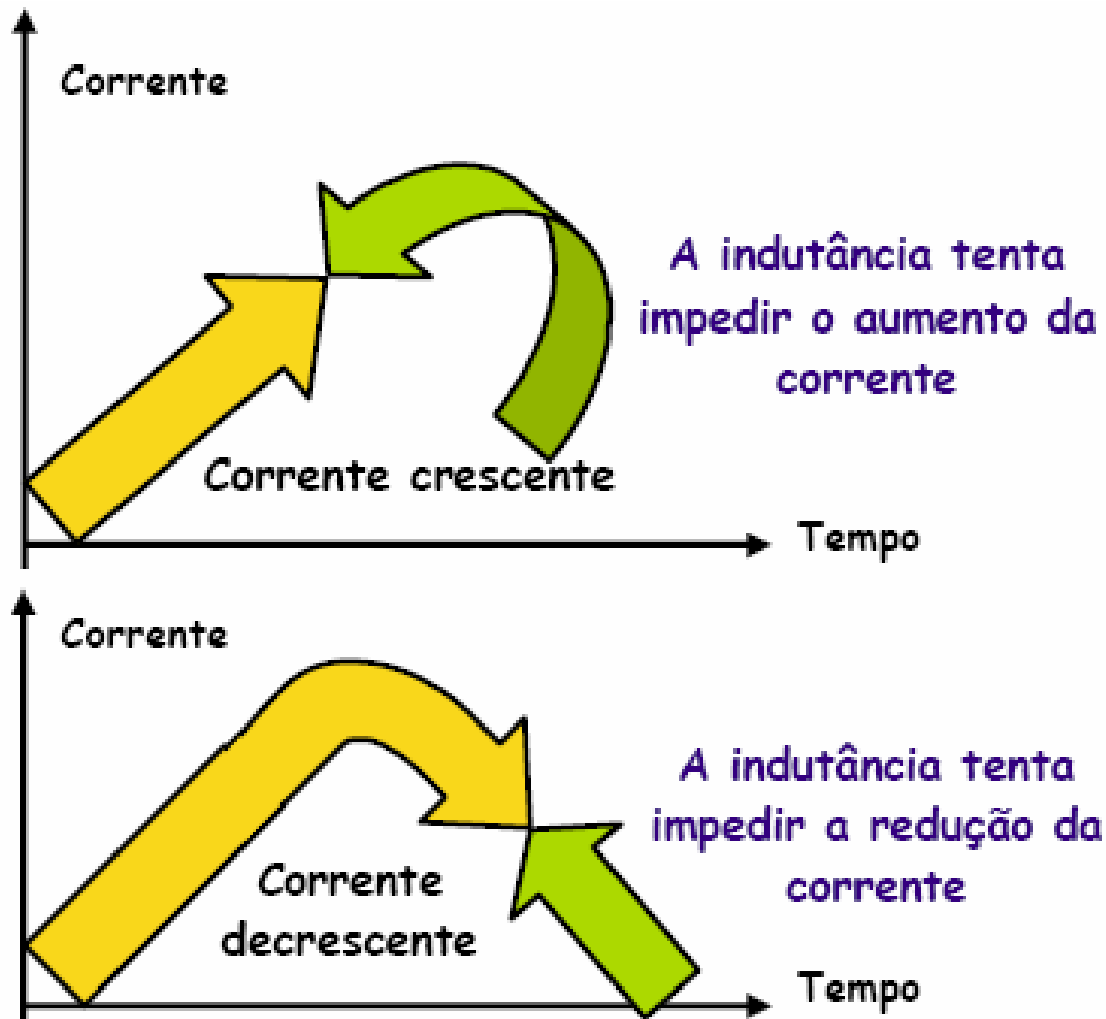 Corrente
A indutância tenta
impedir o aumento da
corrente
Corrente crescente
Tempo
Corrente
A indutância tenta
impedir a redução da
corrente
Corrente
decrescente
Tempo